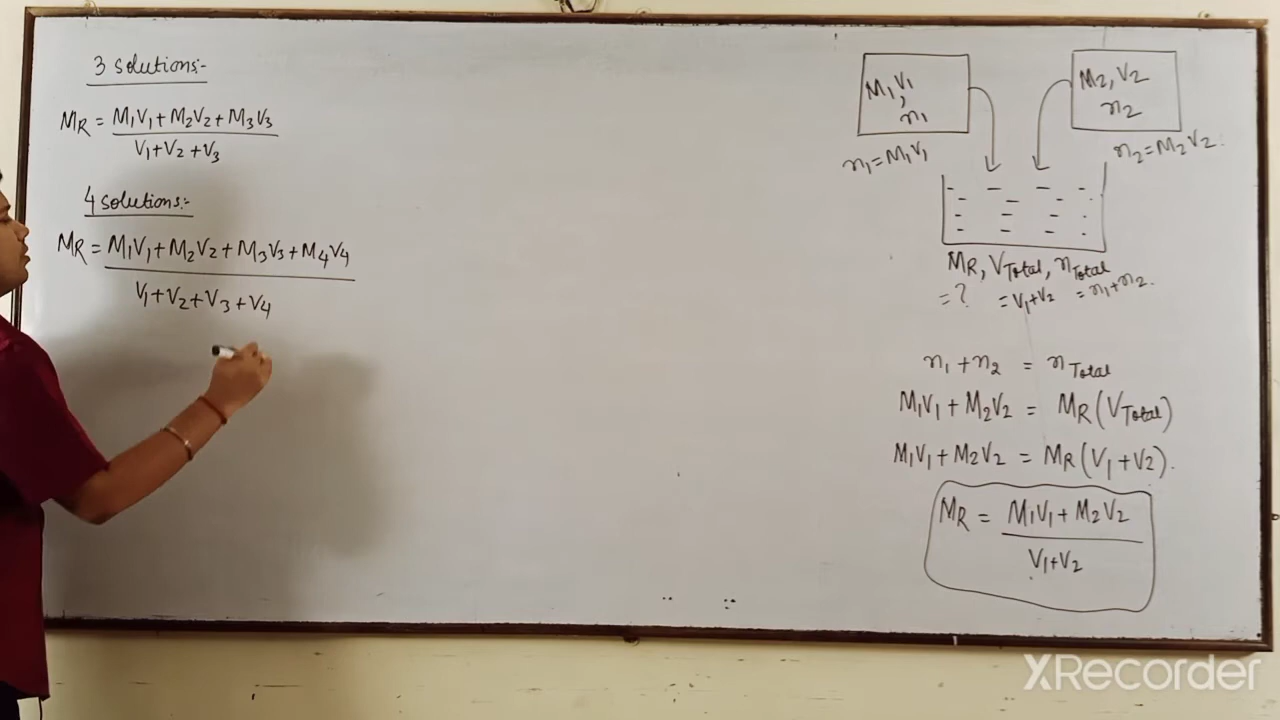 3 solutions:-
MR = M1V1 + M2V2 + M3V3
V1 + V2 + V3
4 solutions:-
MR = M1V1 + M2V2 + M3V3 + M4V4
V1 + V2 + V3 + V4
M1, V1
n1
n1 = M1V1
M2, V2
n2
n2 = M2V2.
MR, VTotal, nTotal
= ? = V1+V2 = n1+n2.
n1 + n2 = nTotal
M1V1 + M2V2 = MR (VTotal)
M1V1 + M2V2 = MR (V1 + V2).
MR = M1V1 + M2V2
V1+V2
XRecorder